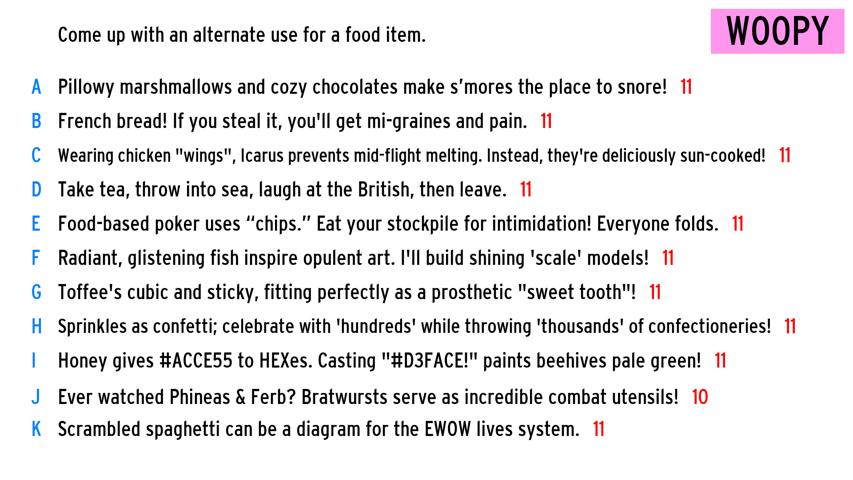 Come up with an alternate use for a food item.
WOOPY
A Pillowy marshmallows and cozy chocolates make s’mores the place to snore! 11
B French bread! If you steal it, you'll get mi-graines and pain. 11
C Wearing chicken "wings", Icarus prevents mid-flight melting. Instead, they're deliciously sun-cooked! 11
D Take tea, throw into sea, laugh at the British, then leave. 11
E Food-based poker uses “chips.” Eat your stockpile for intimidation! Everyone folds. 11
F Radiant, glistening fish inspire opulent art. I'll build shining 'scale' models! 11
G Toffee's cubic and sticky, fitting perfectly as a prosthetic "sweet tooth"! 11
H Sprinkles as confetti; celebrate with 'hundreds' while throwing 'thousands' of confectioneries! 11
I Honey gives #ACCE55 to HEXes. Casting "#D3FACE!" paints beehives pale green! 11
J Ever watched Phineas & Ferb? Bratwursts serve as incredible combat utensils! 10
K Scrambled spaghetti can be a diagram for the EWOW lives system. 11